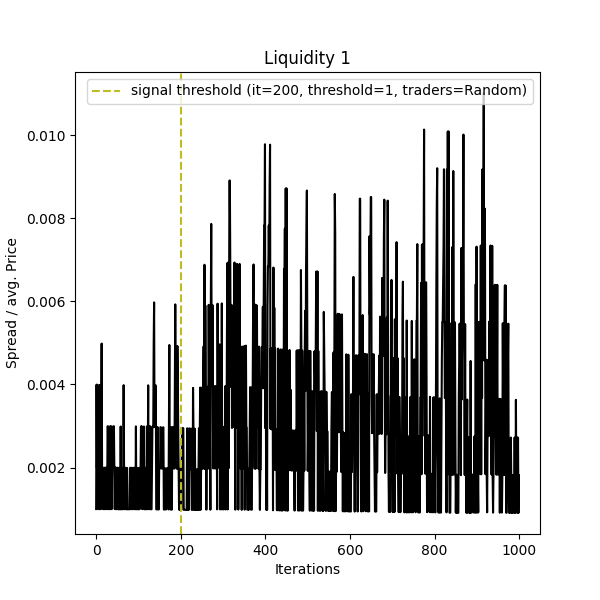 Liquidity 1
signal threshold (it=200, threshold=1, traders=Random)
0.010
0.008
0.006
0.004
0.002
Spread / avg. Price
0 200 400 600 800 1000
Iterations